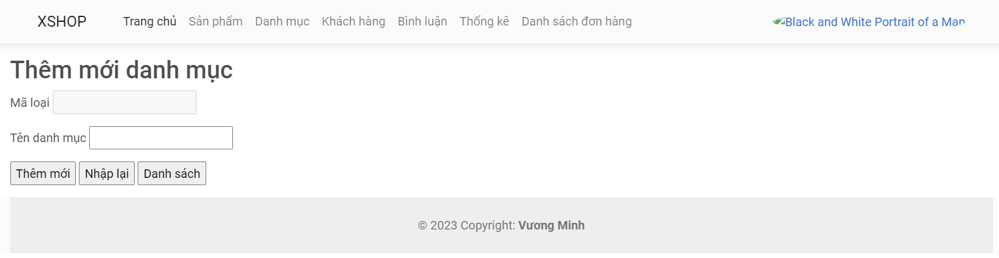 XSHOP Trang chủ Sản phẩm Danh mục Khách hàng Bình luận Thống kê Danh sách đơn hàng Black and White Portrait of a Man
Thêm mới danh mục
Mã loại
Tên danh mục
Thêm mới Nhập lại Danh sách
© 2023 Copyright: Vương Minh